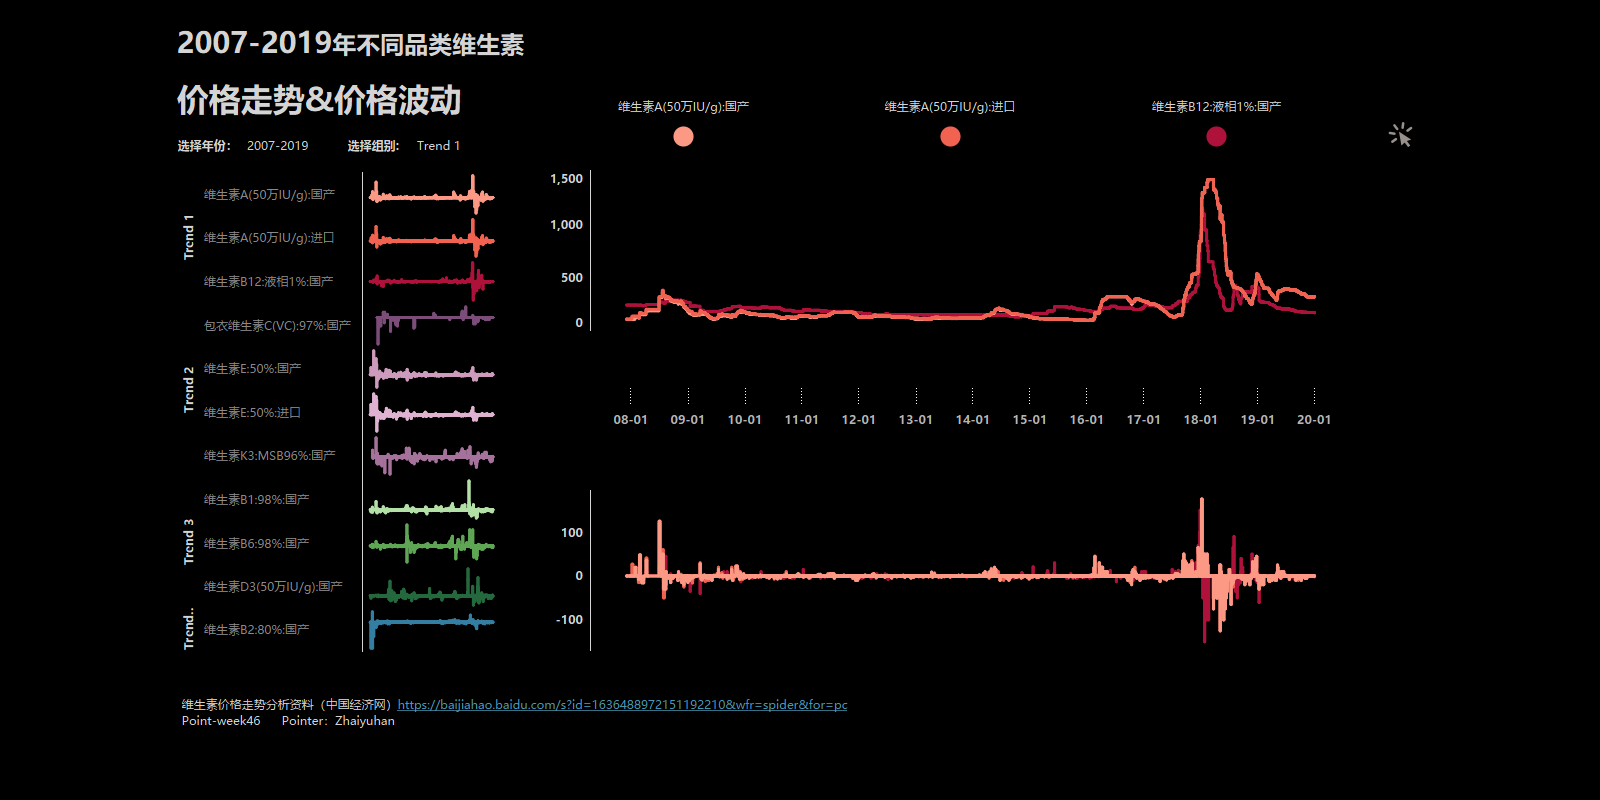 2007-2019年不同品类维生素
价格走势&价格波动
选择年份： 2007-2019 选择组别: Trend 1
维生素A(50万IU/g):国产 维生素A(50万IU/g):进口 维生素B12:液相1%:国产
Trend 1
维生素A(50万IU/g):国产
维生素A(50万IU/g):进口
维生素B12:液相1%:国产
Trend 2
包衣维生素C(VC):97%:国产
维生素E:50%:国产
维生素E:50%:进口
维生素K3:MSB96%:国产
Trend 3
维生素B1:98%:国产
维生素B6:98%:国产
维生素D3(50万IU/g):国产
Trend..
维生素B2:80%:国产
1,500
1,000
500
0
08-01 09-01 10-01 11-01 12-01 13-01 14-01 15-01 16-01 17-01 18-01 19-01 20-01
100
0
-100
维生素价格走势分析资料（中国经济网）https://baijiahao.baidu.com/s?id=1636488972151192210&wfr=spider&for=pc
Point-week46 Pointer：Zhaiyuhan